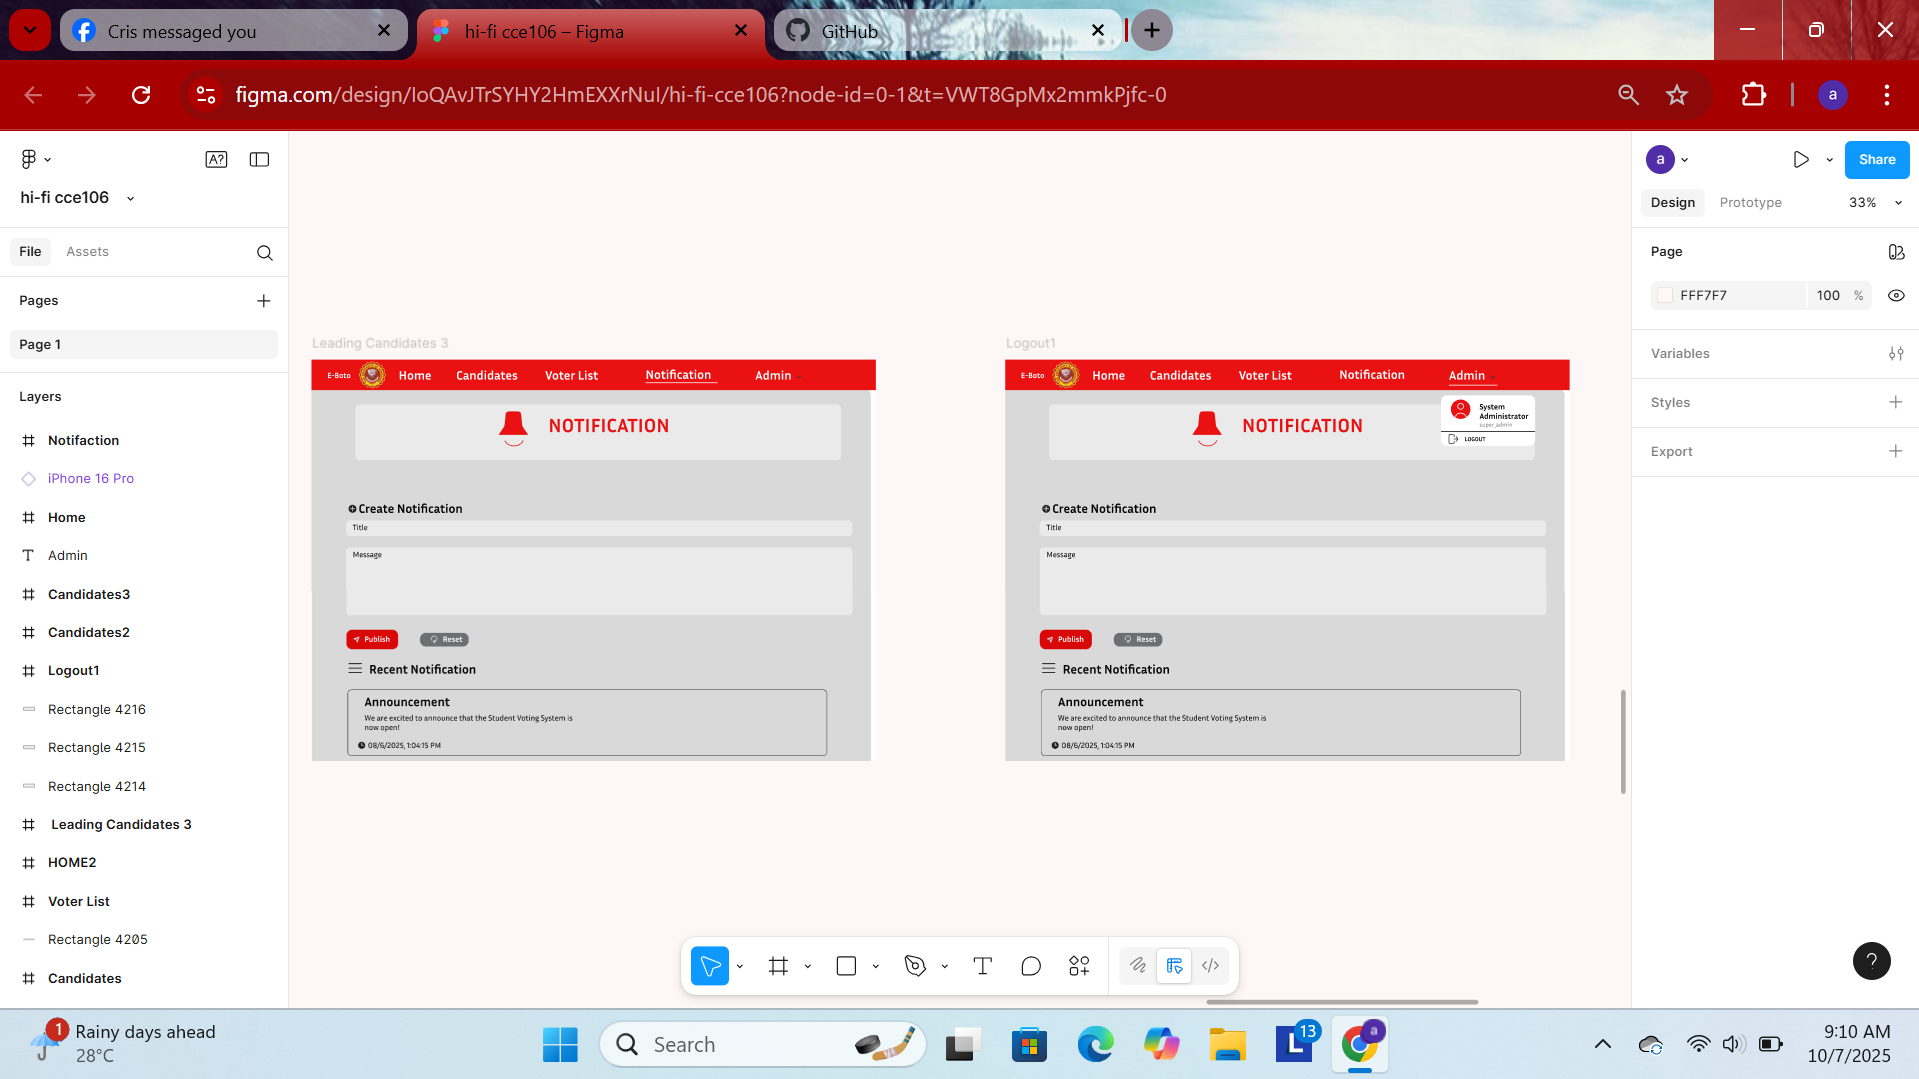 Cris messaged you
hi-fi cce106 – Figma
GitHub
figma.com/design/IoQAvJTrSYHY2HmEXXrNuI/hi-fi-cce106?node-id=0-1&t=VWT8GpMx2mmkPjfc-0
a
A?
hi-fi cce106
File
Assets
Pages
Page 1
Layers
Notifaction
iPhone 16 Pro
Home
Admin
Candidates3
Candidates2
Logout1
Rectangle 4216
Rectangle 4215
Rectangle 4214
Leading Candidates 3
HOME2
Voter List
Rectangle 4205
Candidates
Leading Candidates 3
E-Boto
Home
Candidates
Voter List
Notification
Admin
NOTIFICATION
Create Notification
Title
Message
Publish
Reset
Recent Notification
Announcement
We are excited to announce that the Student Voting System is
now open!
08/6/2025, 1:04:15 PM
Logout1
E-Boto
Home
Candidates
Voter List
Notification
Admin
NOTIFICATION
System
Administrator
super_admin
LOGOUT
Create Notification
Title
Message
Publish
Reset
Recent Notification
Announcement
We are excited to announce that the Student Voting System is
now open!
08/6/2025, 1:04:15 PM
a
Share
Design
Prototype
33%
Page
FFF7F7
100
%
Variables
Styles
Export
?
1
Rainy days ahead
28°C
Search
L
13
a
9:10 AM
10/7/2025